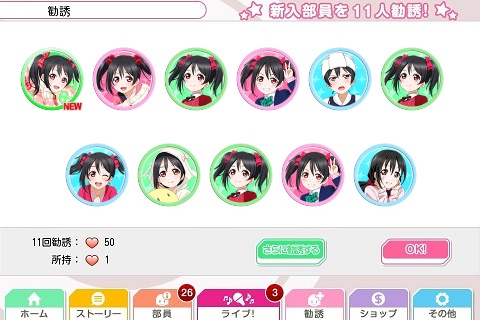 勧誘
新入部員を11人勧誘!
NEW
11回勧誘: 50
所持: 1
さらに勧誘する
OK!
26
3
ホーム
ストーリー
部員
ライブ!
勧誘
ショップ
その他